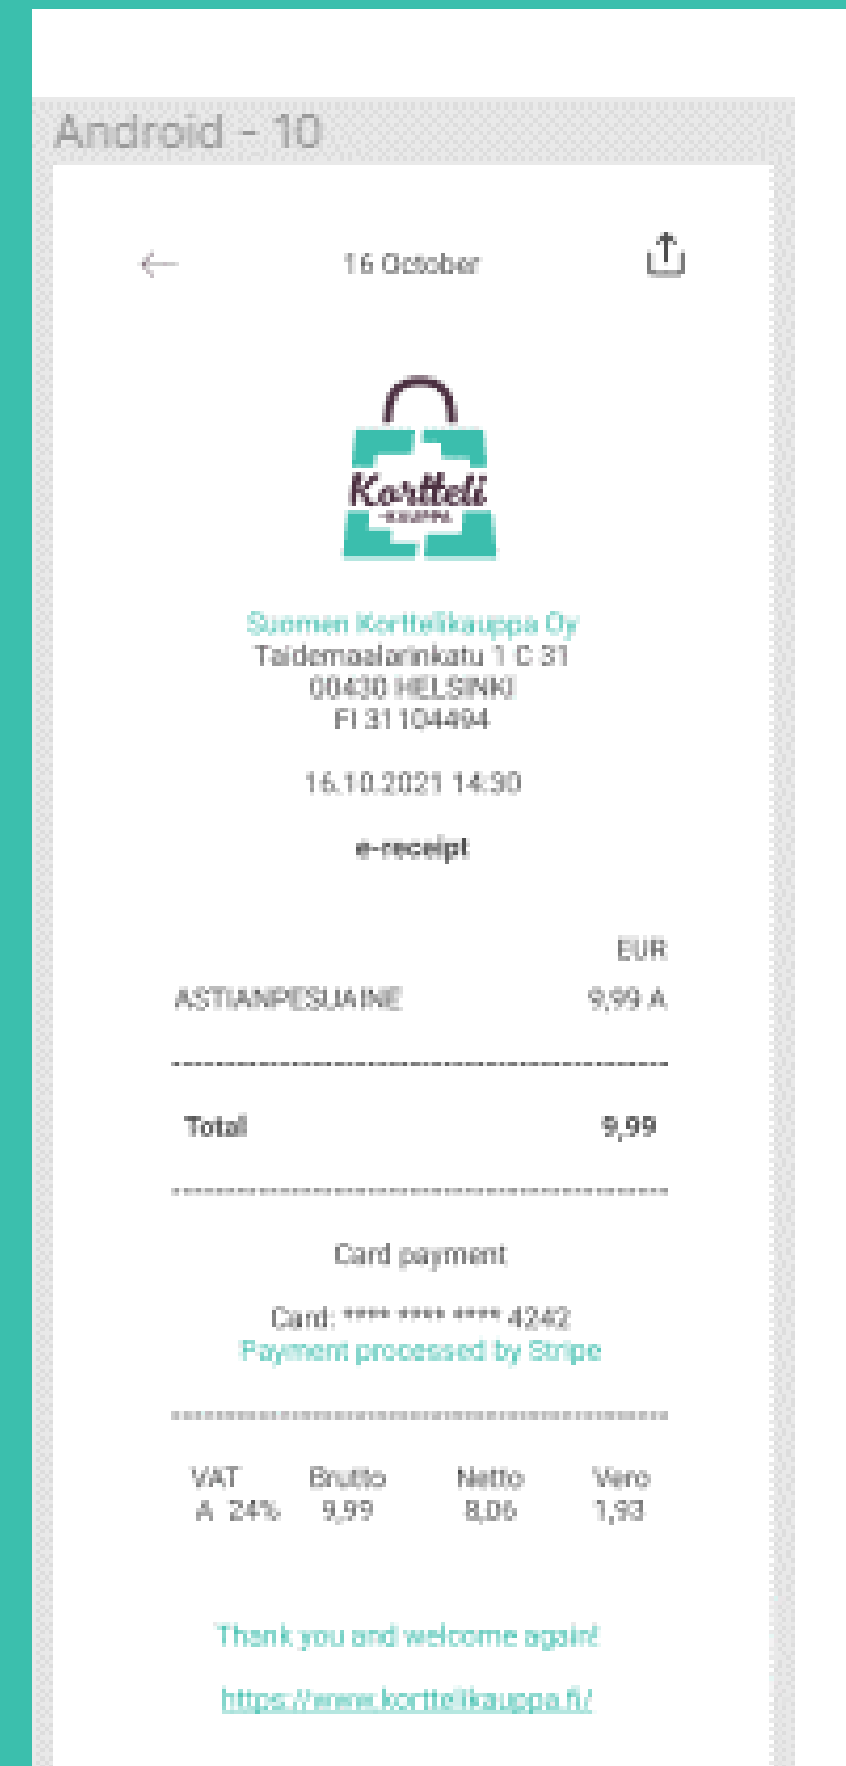 Android - 10
16 October
Kortteli
-KAUPPA
Suomen Korttelikauppa Oy
Taidemaalarinkatu 1 C 31
00430 HELSINKI
FI 31104494
16.10.2021 14:30
e-receipt
EUR
ASTIANPESUAINE 9,99 A
Total 9,99
Card payment
Card: **** **** **** 4242
Payment processed by Stripe
VAT Brutto Netto Vero
A 24% 9,99 8,06 1,93
Thank you and welcome again!
https://www.korttelikauppa.fi/